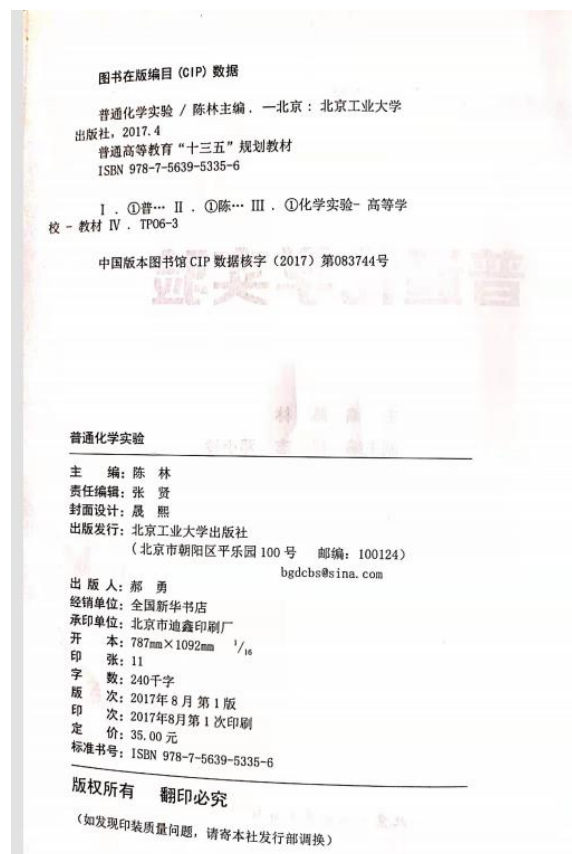 图书在版编目(CIP)数据
普通化学实验 / 陈林主编. —北京: 北京工业大学
出版社, 2017.4
普通高等教育“十三五”规划教材
ISBN 978-7-5639-5335-6
Ⅰ. ①普… Ⅱ. ①陈… Ⅲ. ①化学实验- 高等学
校 - 教材 Ⅳ. TP06-3
中国版本图书馆CIP数据核字(2017)第083744号
普通化学实验
主 编: 陈 林
责任编辑: 张 贤
封面设计: 晟 熙
出版发行: 北京工业大学出版社
(北京市朝阳区平乐园100号 邮编: 100124)
bgdcbs@sina.com
出 版 人: 郝 勇
经销单位: 全国新华书店
承印单位: 北京市迪鑫印刷厂
开 本: 787mm×1092mm 1/16
印 张: 11
字 数: 240千字
版 次: 2017年8月第1版
印 次: 2017年8月第1次印刷
定 价: 35.00元
标准书号: ISBN 978-7-5639-5335-6
版权所有 翻印必究
(如发现印装质量问题, 请寄本社发行部调换)